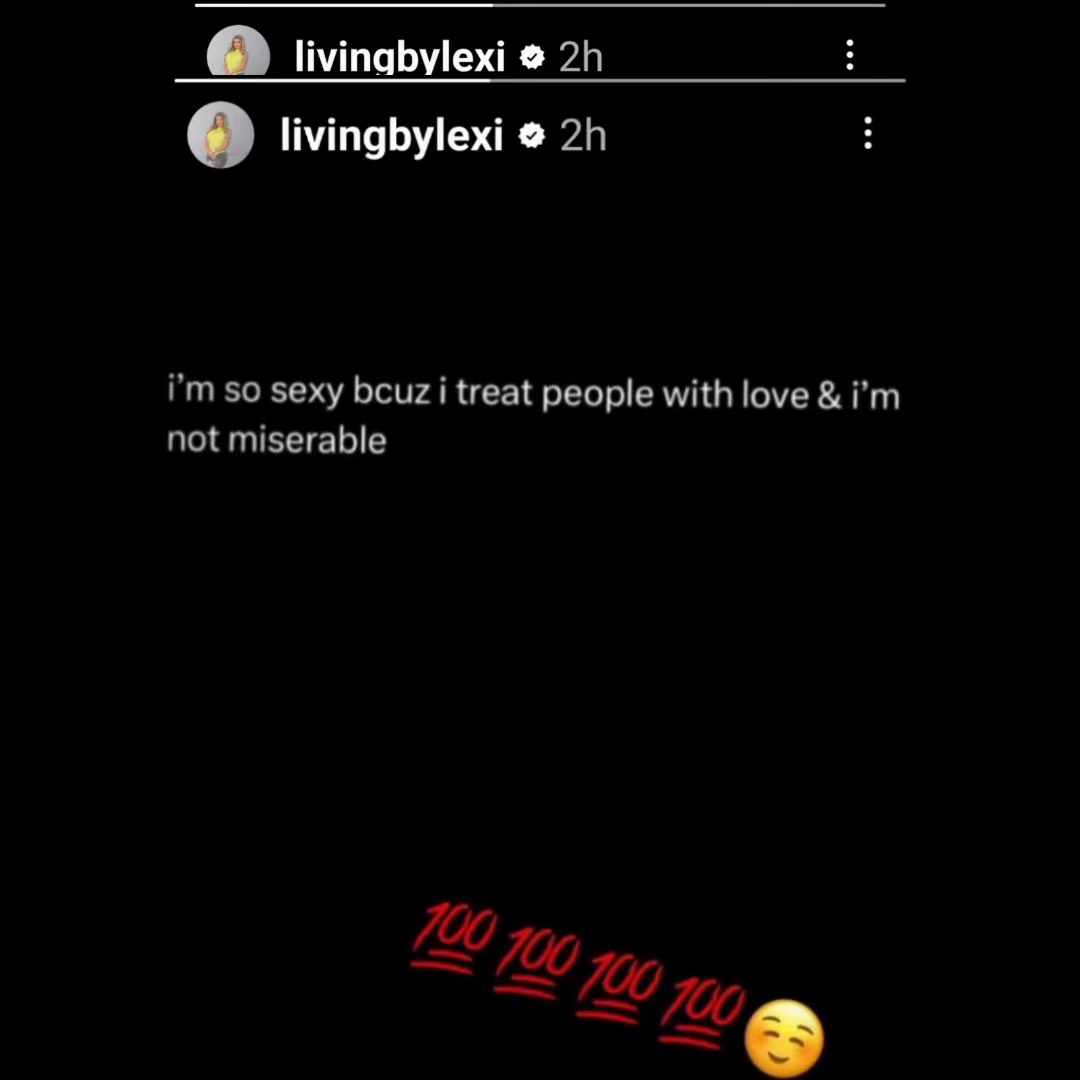 livingbylexi 2h
livingbylexi 2h
i’m so sexy bcuz i treat people with love & i’m
not miserable
💯💯💯💯☺️